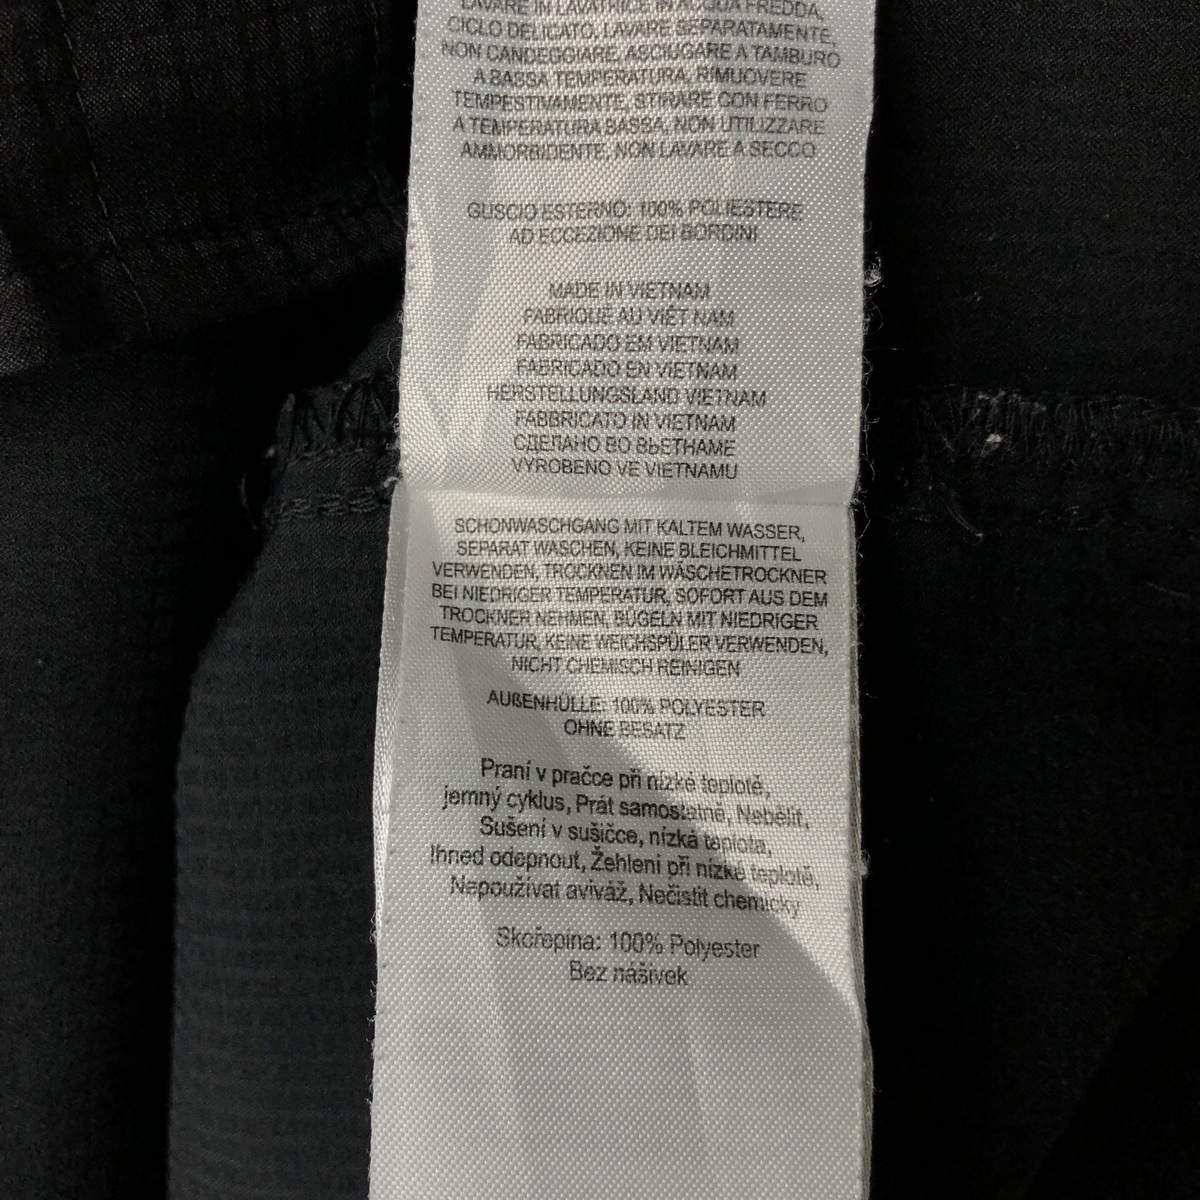 LAVARE IN LAVATRICE IN ACQUA FREDDA,
CICLO DELICATO, LAVARE SEPARATAMENTE,
NON CANDEGGIARE, ASCIUGARE A TAMBURO
A BASSA TEMPERATURA, RIMUOVERE
TEMPESTIVAMENTE, STIRARE CON FERRO
A TEMPERATURA BASSA, NON UTILIZZARE
AMMORBIDENTE, NON LAVARE A SECCO
GUSCIO ESTERNO: 100% POLIESTERE
AD ECCEZIONE DEI BORDINI
MADE IN VIETNAM
FABRIQUÉ AU VIÊT NAM
FABRICADO EM VIETNAM
FABRICADO EN VIETNAM
HERSTELLUNGSLAND VIETNAM
FABBRICATO IN VIETNAM
СДЕЛАНО ВО ВЬЕТНАМЕ
VYROBENO VE VIETNAMU
SCHONWASCHGANG MIT KALTEM WASSER,
SEPARAT WASCHEN, KEINE BLEICHMITTEL
VERWENDEN, TROCKNEN IM WÄSCHETROCKNER
BEI NIEDRIGER TEMPERATUR, SOFORT AUS DEM
TROCKNER NEHMEN, BÜGELN MIT NIEDRIGER
TEMPERATUR, KEINE WEICHSPÜLER VERWENDEN,
NICHT CHEMISCH REINIGEN
AUßENHÜLLE: 100% POLYESTER
OHNE BESATZ
Praní v pračce při nízké teplotě,
jemný cyklus, Prát samostatně, Nebělit,
Sušení v sušičce, nízká teplota,
Ihned odepnout, Žehlení při nízké teplotě,
Nepoužívat aviváž, Nečistit chemicky
Skořepina: 100% Polyester
Bez nášivek